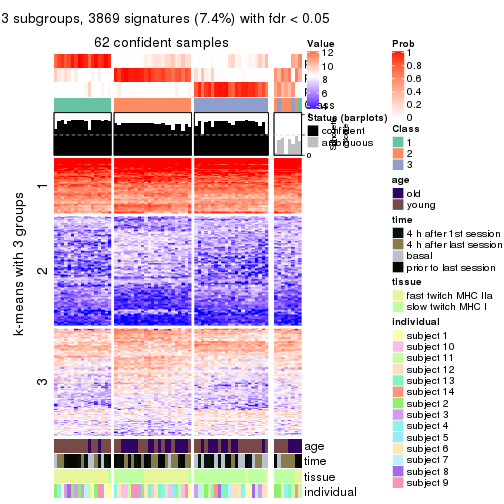 3 subgroups, 3869 signatures (7.4%) with fdr < 0.05
62 confident samples
k-means with 3 groups
1
2
3
Class
0
age
time
tissue
individual
Value
12
10
8
6
Status (barplots)
confident
ambiguous
Prob
1
0.8
0.6
0.4
0.2
0
Class
1
2
3
age
old
young
time
4 h after 1st session
4 h after last session
basal
prior to last session
tissue
fast twitch MHC IIa
slow twitch MHC I
individual
subject 1
subject 10
subject 11
subject 12
subject 13
subject 14
subject 2
subject 3
subject 4
subject 5
subject 6
subject 7
subject 8
subject 9